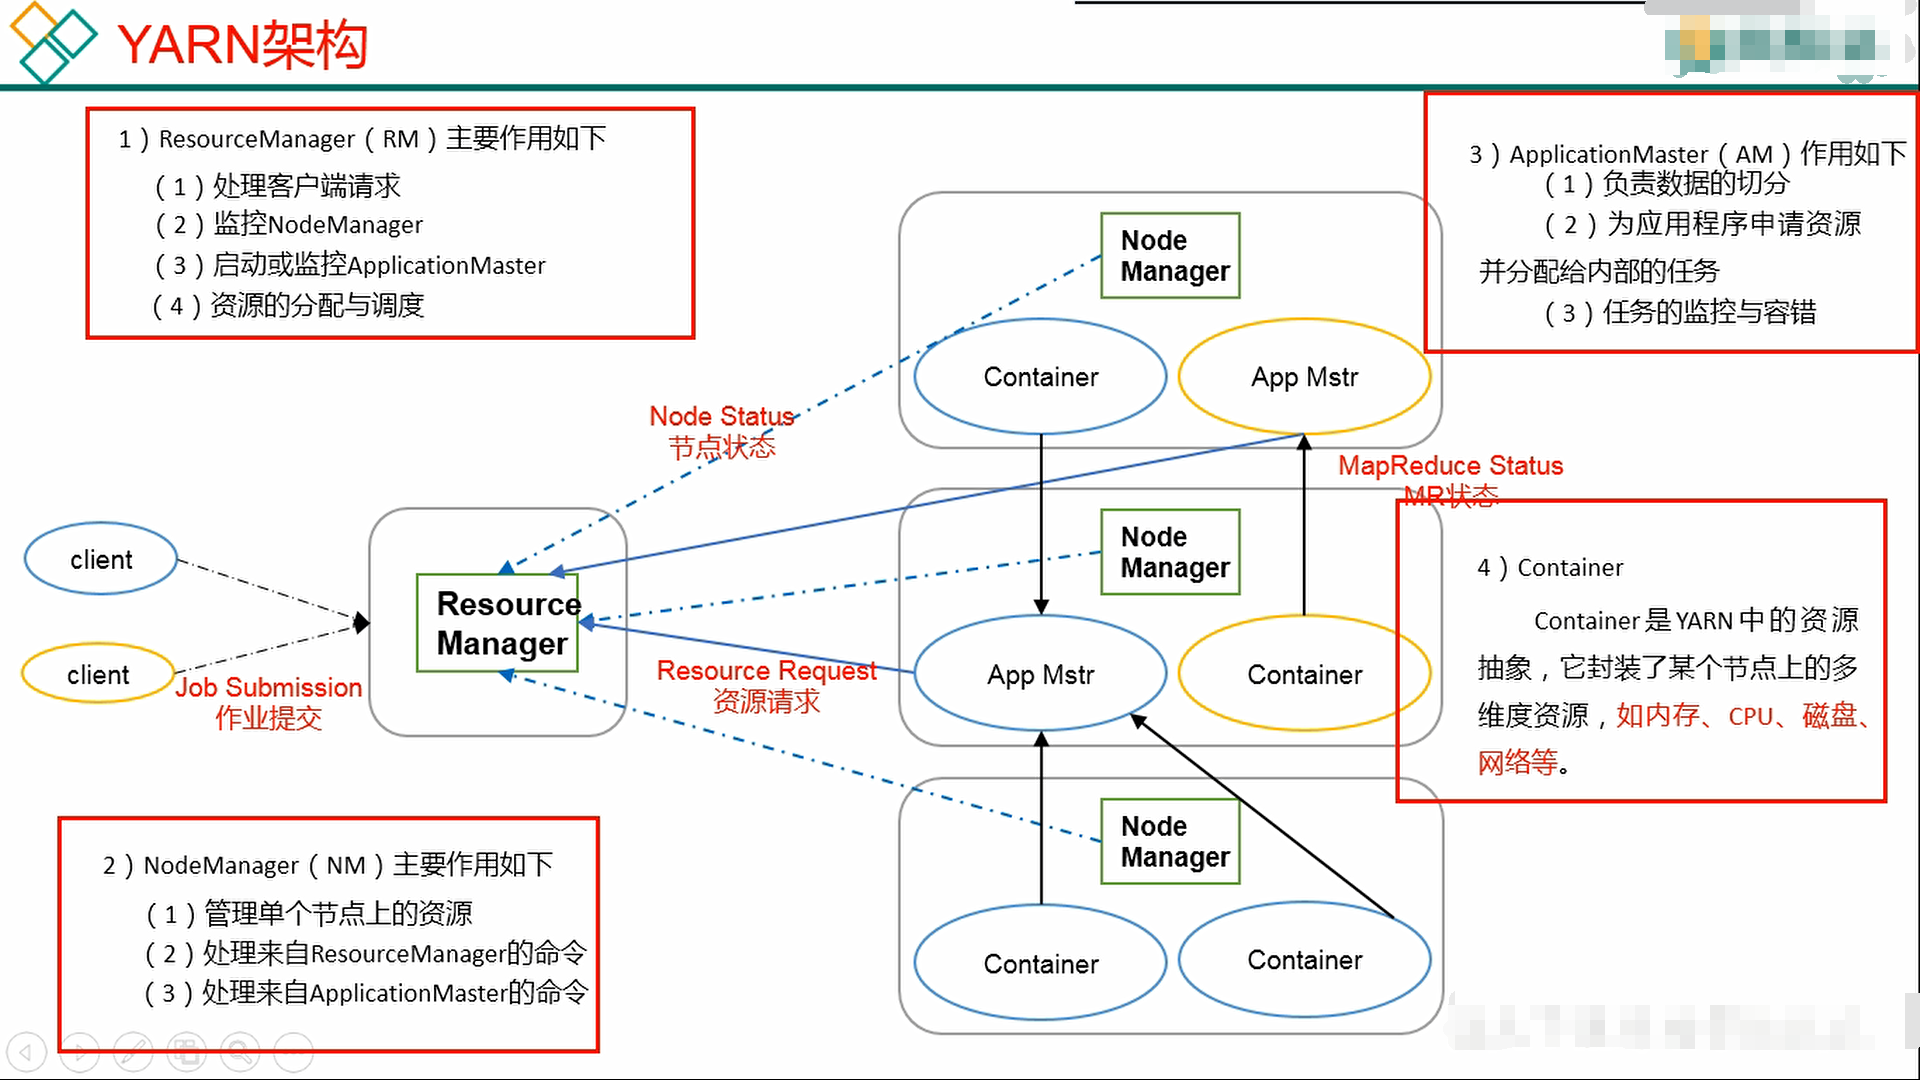 YARN架构
1）ResourceManager（RM）主要作用如下
（1）处理客户端请求
（2）监控NodeManager
（3）启动或监控ApplicationMaster
（4）资源的分配与调度
3）ApplicationMaster（AM）作用如下
（1）负责数据的切分
（2）为应用程序申请资源
并分配给内部的任务
（3）任务的监控与容错
Node
Manager
Container
App Mstr
Node Status
节点状态
MapReduce Status
MR状态
client
client
Job Submission
作业提交
Resource
Manager
Resource Request
资源请求
Node
Manager
App Mstr
Container
4）Container
Container是YARN中的资源
抽象，它封装了某个节点上的多
维度资源，如内存、CPU、磁盘、
网络等。
Node
Manager
Container
Container
2）NodeManager（NM）主要作用如下
（1）管理单个节点上的资源
（2）处理来自ResourceManager的命令
（3）处理来自ApplicationMaster的命令